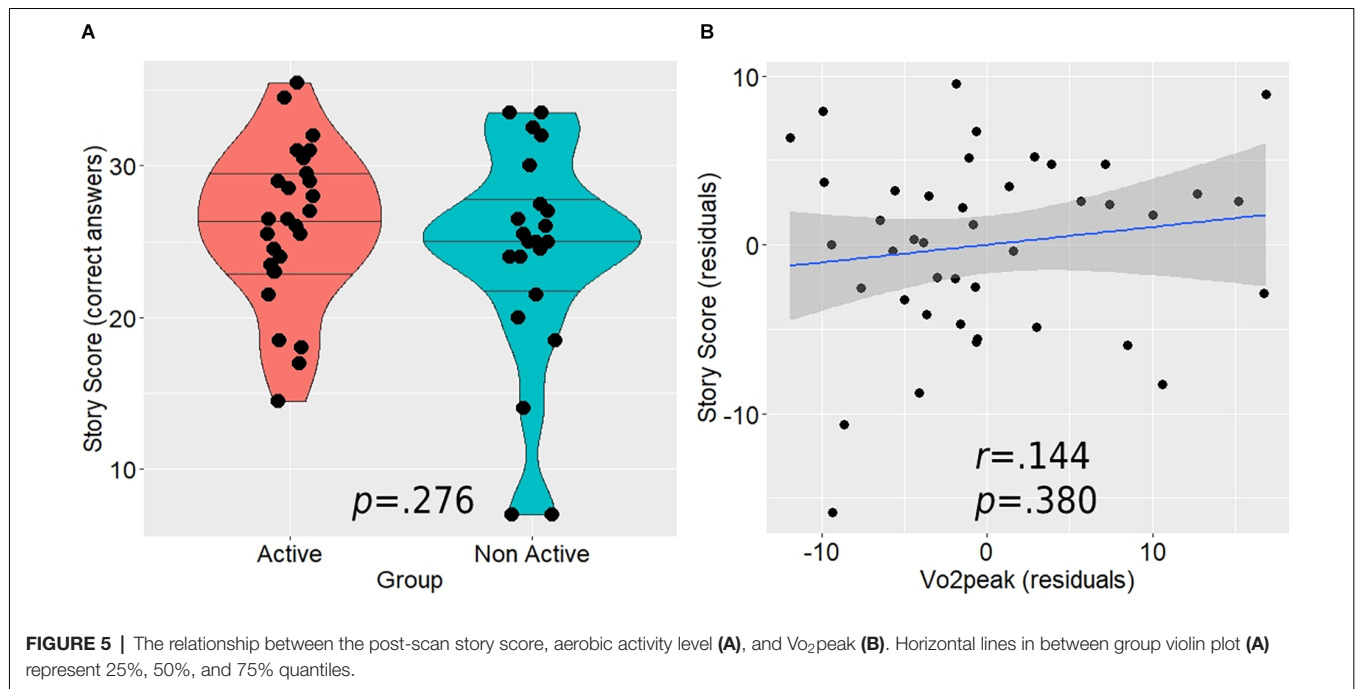 A
Story Score (correct answers)
30
20
10
p=.276
Active
Non Active
Group
B
Story Score (residuals)
10
0
-10
r=.144
p=.380
-10
0
10
Vo2peak (residuals)
FIGURE 5 | The relationship between the post-scan story score, aerobic activity level (A), and Vo₂peak (B). Horizontal lines in between group violin plot (A)
represent 25%, 50%, and 75% quantiles.